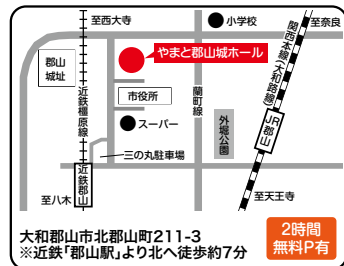 至西大寺
小学校
至奈良
やまと郡山城ホール
郡山
城址
市役所
近鉄橿原線
蘭町線
関西本線(大和路線)
スーパー
外堀公園
JR郡山
三の丸駐車場
近鉄郡山
至八木
至天王寺
大和郡山市北郡山町211-3
※近鉄「郡山駅」より北へ徒歩約7分
2時間
無料P有